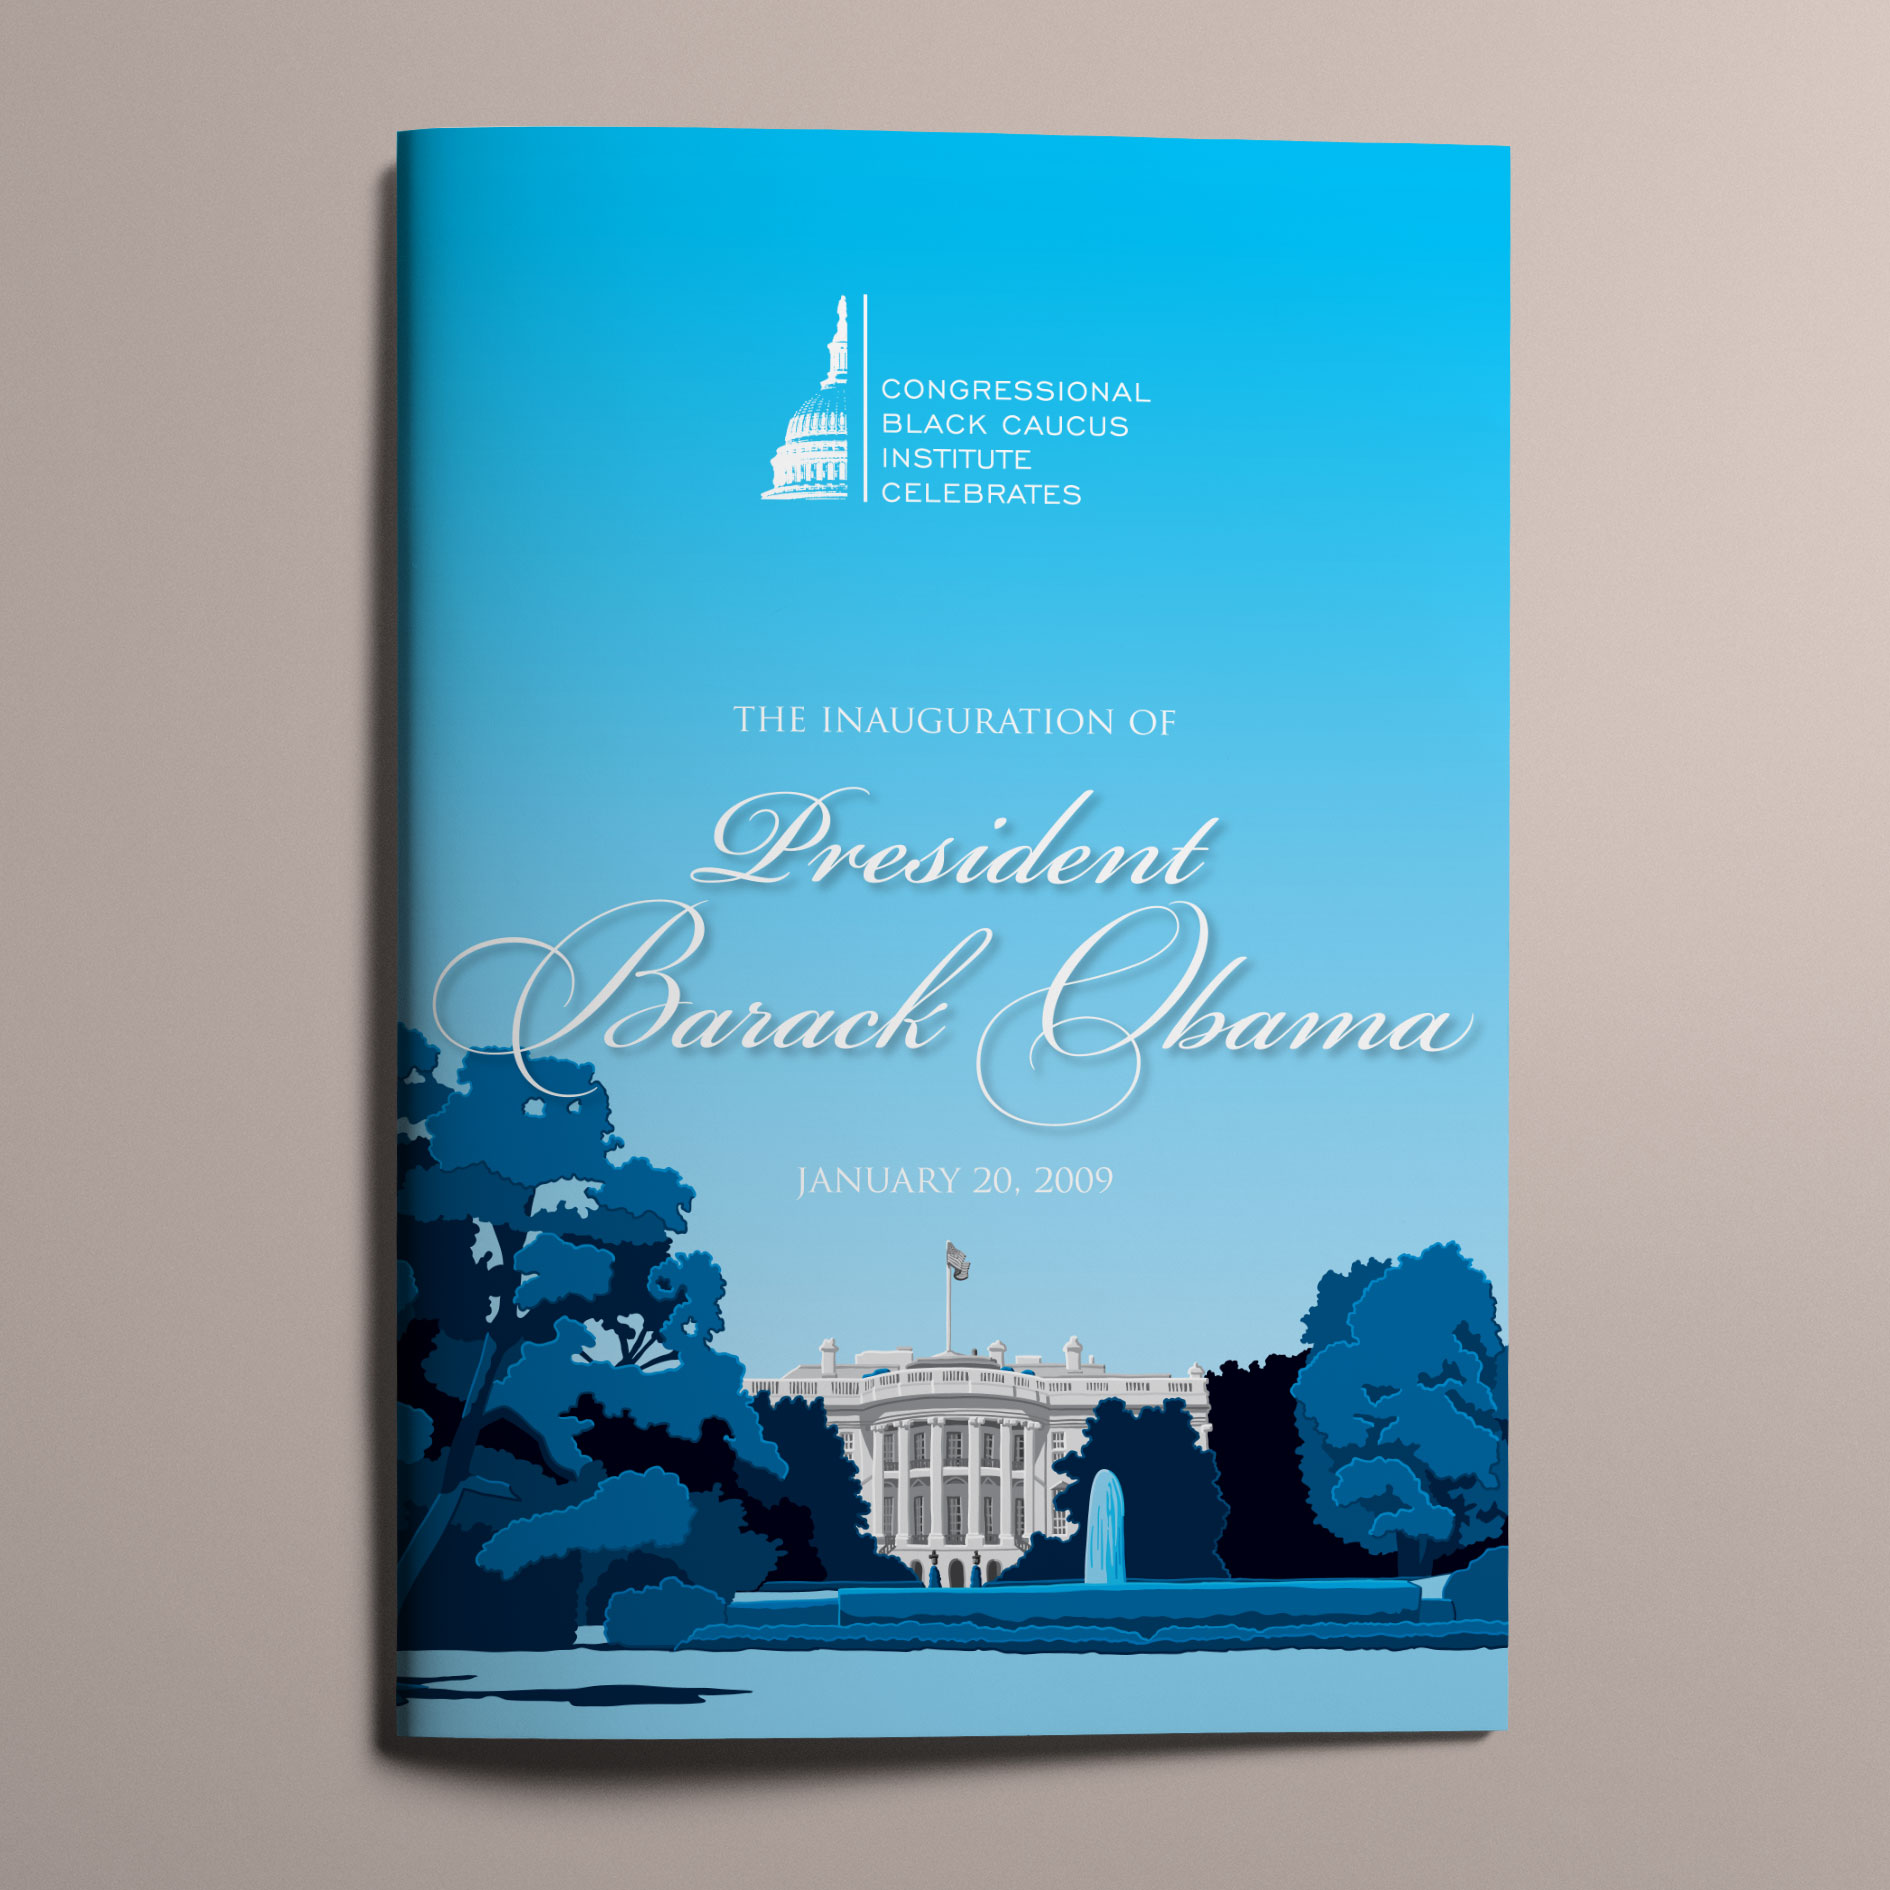 CONGRESSIONAL
BLACK CAUCUS
INSTITUTE
CELEBRATES
THE INAUGURATION OF
President
Barack Obama
JANUARY 20, 2009